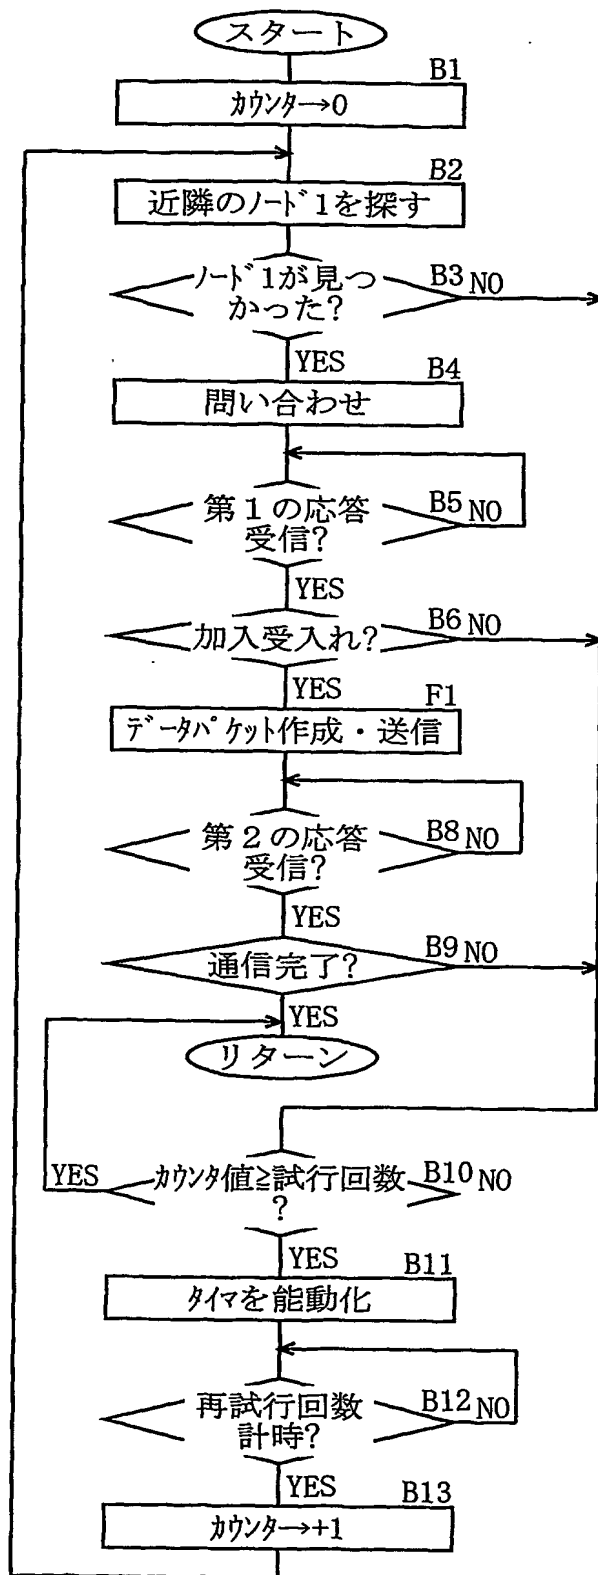 スタート
B1
カウンタ→0
B2
近隣のノード1を探す
ノード1が見つ
かった?
B3 NO
YES
B4
問い合わせ
第1の応答
受信?
B5 NO
YES
加入受入れ?
B6 NO
YES
F1
データパケット作成・送信
第2の応答
受信?
B8 NO
YES
通信完了?
B9 NO
YES
リターン
YES
カウンタ値≧試行回数
?
B10 NO
YES
B11
タイマを能動化
再試行回数
計時?
B12 NO
YES
B13
カウンタ→+1